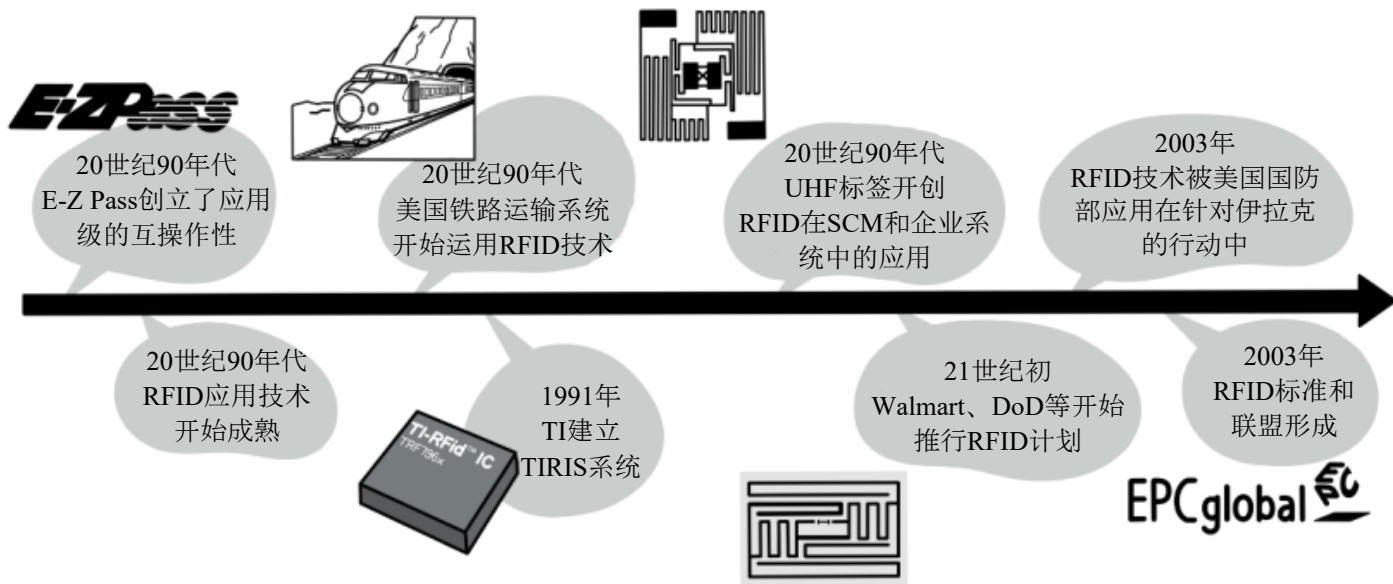 E-ZPass
20世纪90年代
E-Z Pass创立了应用
级的互操作性
20世纪90年代
美国铁路运输系统
开始运用RFID技术
20世纪90年代
UHF标签开创
RFID在SCM和企业系
统中的应用
2003年
RFID技术被美国国防
部应用在针对伊拉克
的行动中
20世纪90年代
RFID应用技术
开始成熟
TI-RFid™ IC
TRF796x
1991年
TI建立
TIRIS系统
21世纪初
Walmart、DoD等开始
推行RFID计划
2003年
RFID标准和
联盟形成
EPCglobal
EPC